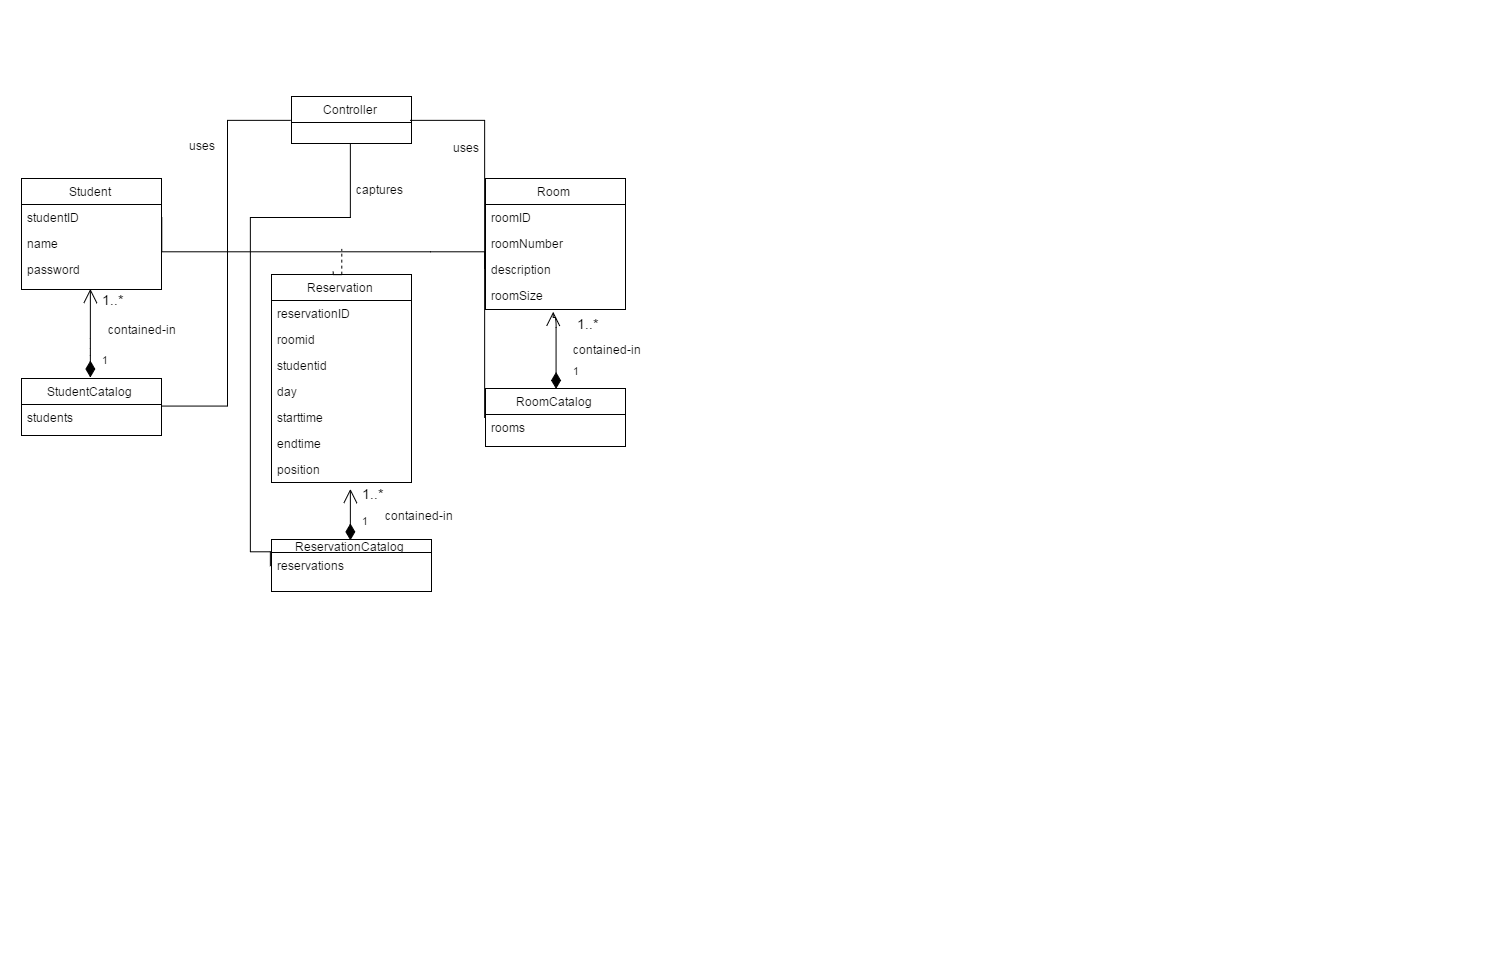 Controller
uses
uses
captures
Student
studentID
name
password
1..*
contained-in
1
StudentCatalog
students
Room
roomID
roomNumber
description
roomSize
1..*
contained-in
1
RoomCatalog
rooms
Reservation
reservationID
roomid
studentid
day
starttime
endtime
position
1..*
contained-in
1
ReservationCatalog
reservations